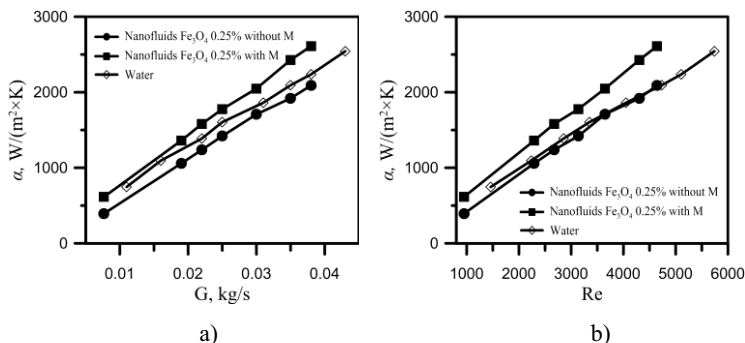 3000
2000
1000
0
α, W/(m²×K)
Nanofluids Fe₃O₄ 0.25% without M
Nanofluids Fe₃O₄ 0.25% with M
Water
0.01 0.02 0.03 0.04
G, kg/s
a)
3000
2000
1000
0
α, W/(m²×K)
Nanofluids Fe₃O₄ 0.25% without M
Nanofluids Fe₃O₄ 0.25% with M
Water
1000 2000 3000 4000 5000 6000
Re
b)